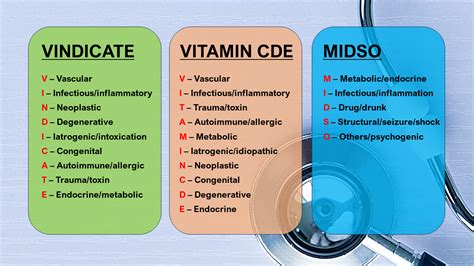 VINDICATE
V – Vascular
I – Infectious/inflammatory
N – Neoplastic
D – Degenerative
I – Iatrogenic/intoxication
C – Congenital
A – Autoimmune/allergic
T – Trauma/toxin
E – Endocrine/metabolic
VITAMIN CDE
V – Vascular
I – Infectious/inflammatory
T – Trauma/toxin
A – Autoimmune/allergic
M – Metabolic
I – Iatrogenic/idiopathic
N – Neoplastic
C – Congenital
D – Degenerative
E – Endocrine
MIDSO
M – Metabolic/endocrine
I – Infectious/inflammation
D – Drug/drunk
S – Structural/seizure/shock
O – Others/psychogenic